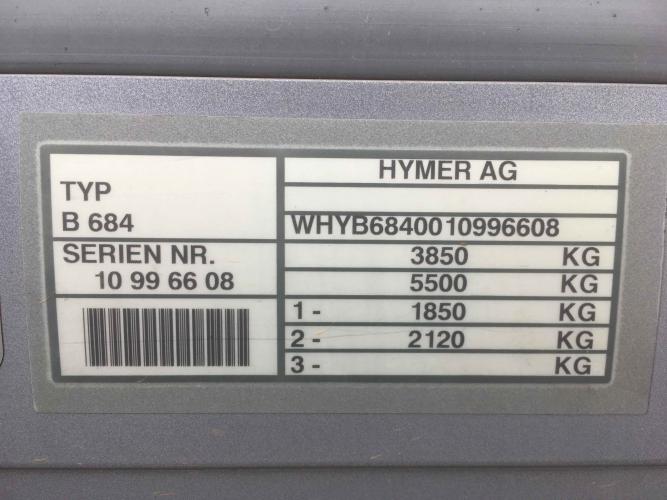 TYP
B 684
SERIEN NR.
10 99 66 08
HYMER AG
WHYB6840010996608
3850 KG
5500 KG
1 - 1850 KG
2 - 2120 KG
3 - KG